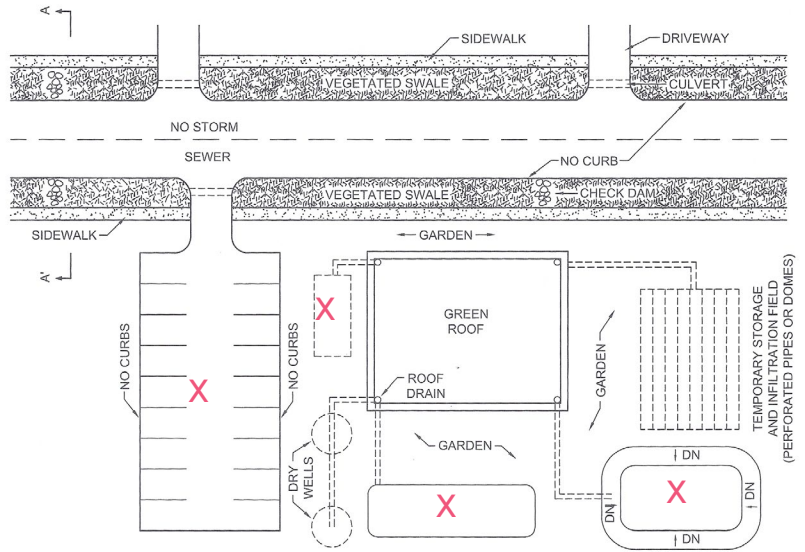 A
SIDEWALK
DRIVEWAY
VEGETATED SWALE
CULVERT
NO STORM
SEWER
NO CURB
VEGETATED SWALE
CHECK DAM
SIDEWALK
GARDEN
A'
X
GREEN
ROOF
NO CURBS
NO CURBS
X
ROOF
DRAIN
GARDEN
TEMPORARY STORAGE
AND INFILTRATION FIELD
(PERFORATED PIPES OR DOMES)
GARDEN
DRY
WELLS
X
DN
DN
X
DN
DN